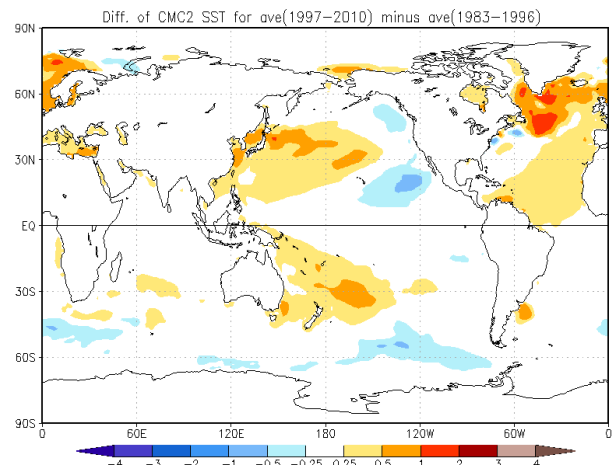 Diff. of CMC2 SST for ave(1997-2010) minus ave(1983-1996)
90N
60N
30N
EQ
30S
60S
90S
0 60E 120E 180 120W 60W 0
-4 -3 -2 -1 -0.5 -0.25 0.25 0.5 1 2 3